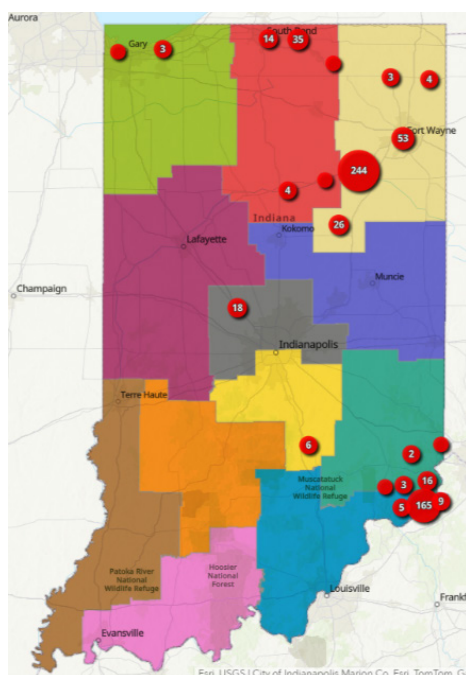 Aurora
South Bend
Gary
3
14
35
3
4
Fort Wayne
53
244
4
Indiana
26
Kokomo
Lafayette
Muncie
Champaign
18
Indianapolis
Terre Haute
6
2
Muscatatuck
National
Wildlife Refuge
3
16
5
165
9
Patoka River
National
Wildlife Refuge
Hoosier
National
Forest
Louisville
Frankf
Evansville
Esri, USGS | City of Indianapolis Marion Co, Esri, TomTom, G